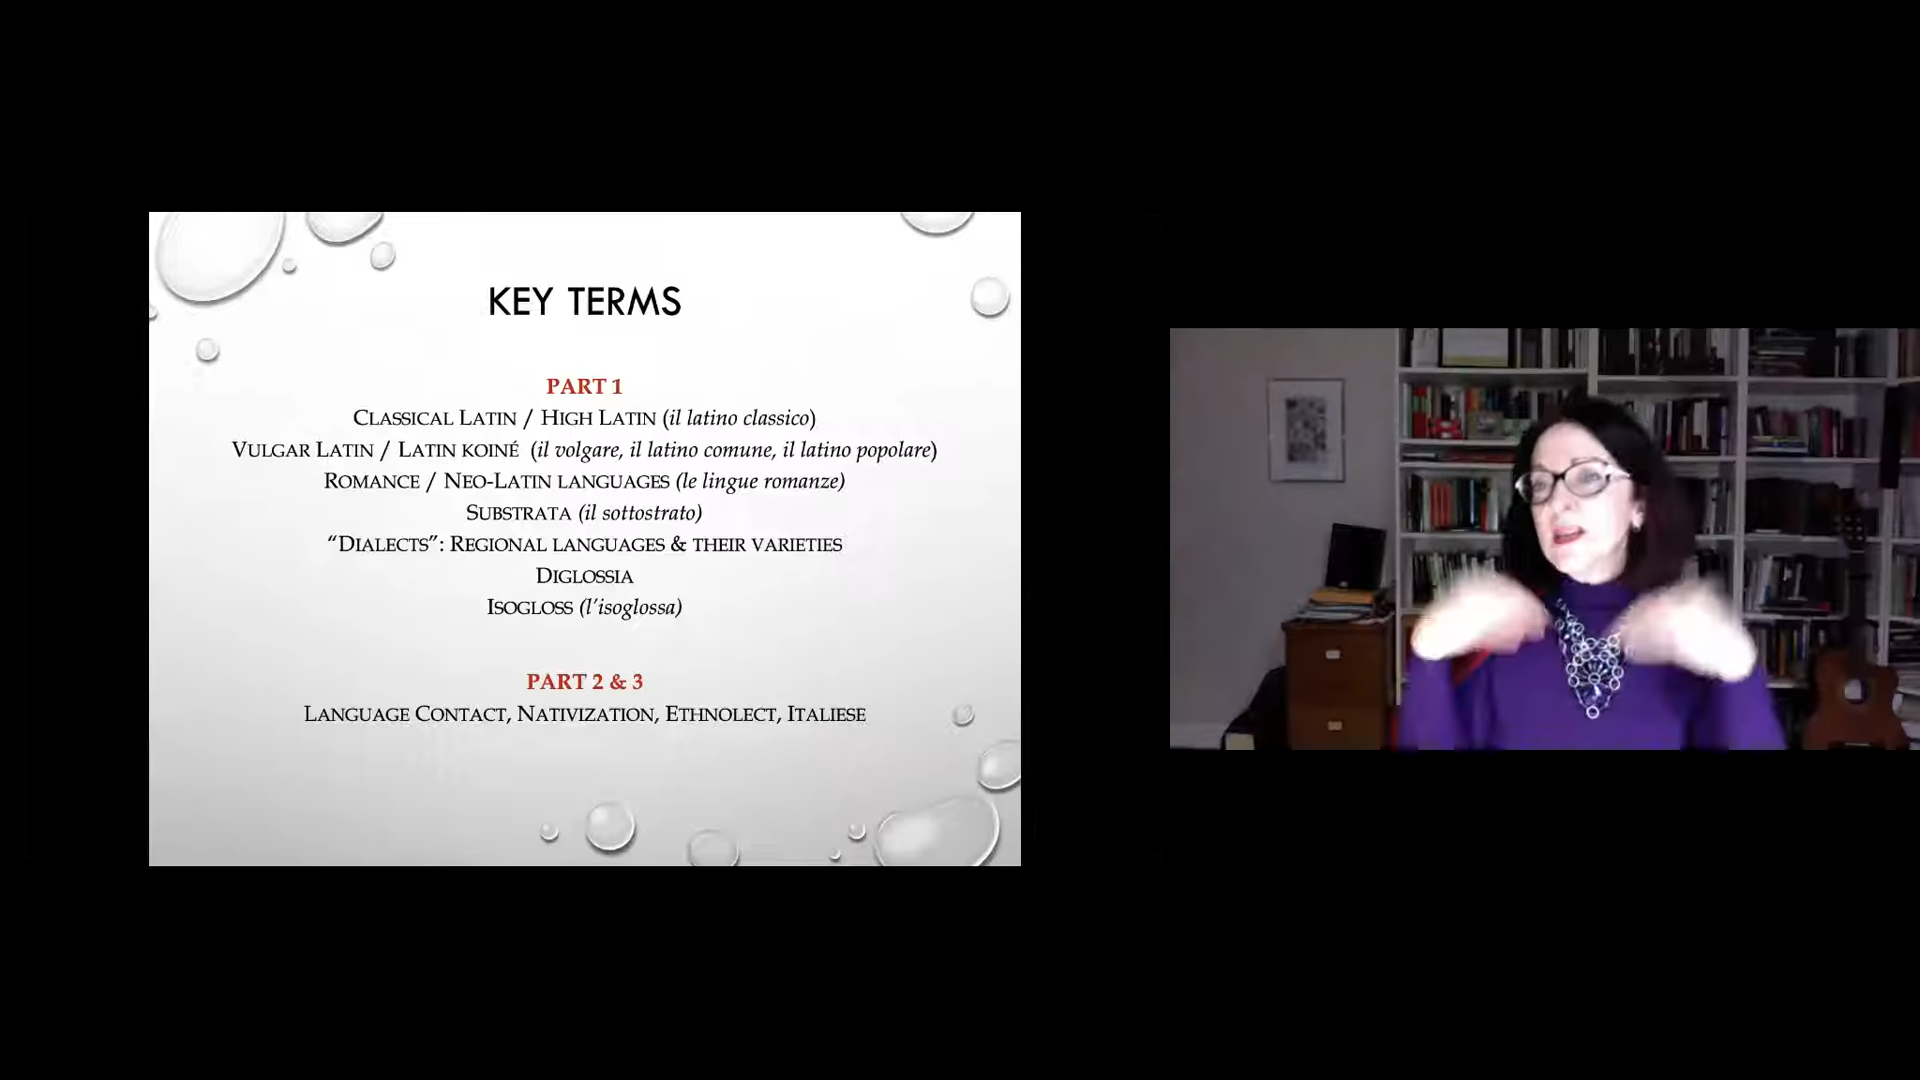 KEY TERMS
PART 1
CLASSICAL LATIN / HIGH LATIN (il latino classico)
VULGAR LATIN / LATIN KOINÉ (il volgare, il latino comune, il latino popolare)
ROMANCE / NEO-LATIN LANGUAGES (le lingue romanze)
SUBSTRATA (il sottostrato)
“DIALECTS”: REGIONAL LANGUAGES & THEIR VARIETIES
DIGLOSSIA
ISOGLOSS (l’isoglossa)
PART 2 & 3
LANGUAGE CONTACT, NATIVIZATION, ETHNOLECT, ITALIESE